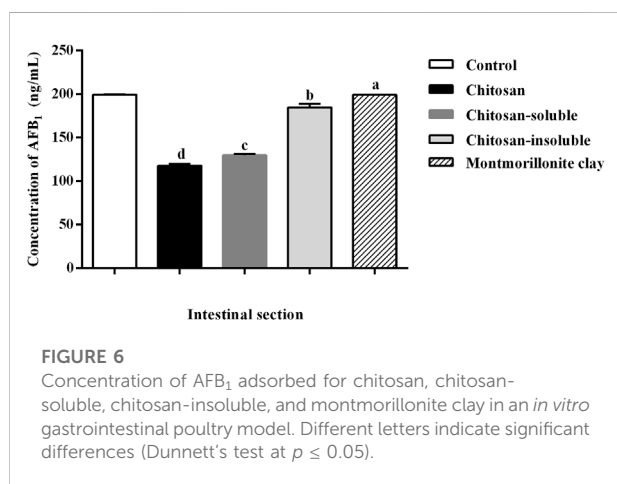 250
200
150
100
50
0
Concentration of AFB₁ (ng/mL)
d
c
b
a
Intestinal section
Control
Chitosan
Chitosan-soluble
Chitosan-insoluble
Montmorillonite clay
FIGURE 6
Concentration of AFB₁ adsorbed for chitosan, chitosan-
soluble, chitosan-insoluble, and montmorillonite clay in an in vitro
gastrointestinal poultry model. Different letters indicate significant
differences (Dunnett's test at p ≤ 0.05).